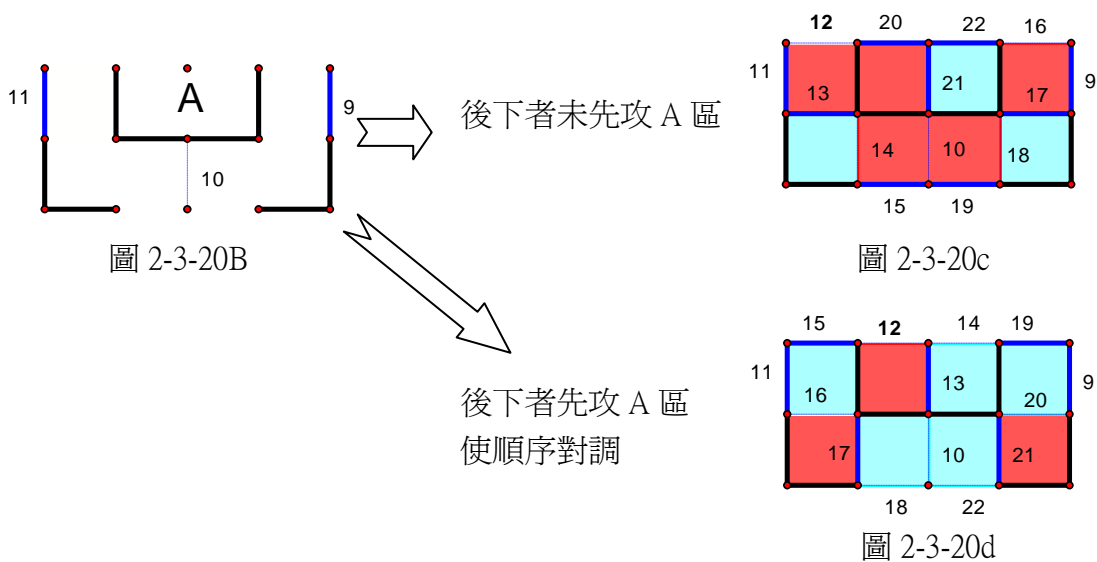 12 20 22 16
11 A 9 10
圖 2-3-20B
後下者未先攻 A 區
11 13 21 17 9
14 10 18
15 19
圖 2-3-20c
後下者先攻 A 區
使順序對調
15 12 14 19
11 16 13 20 9
17 10 21
18 22
圖 2-3-20d